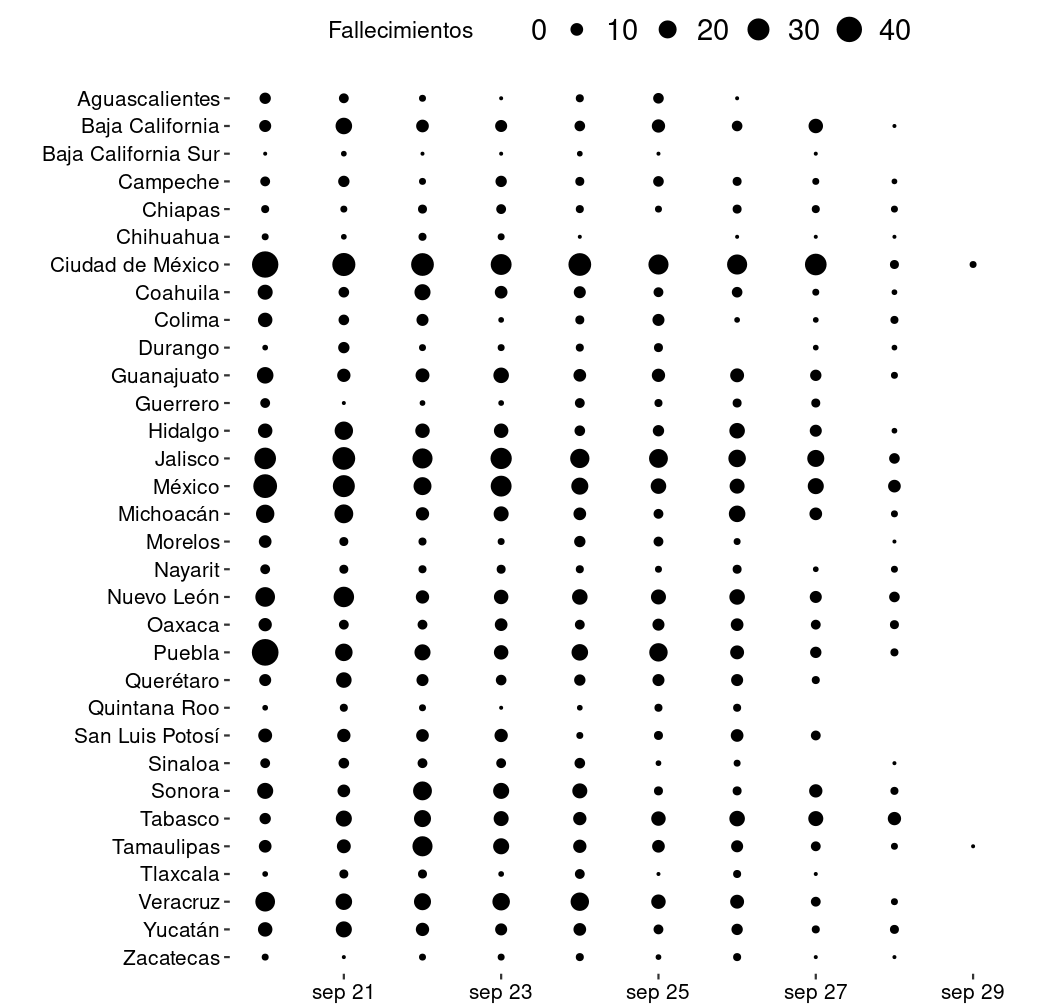 Fallecimientos 0 10 20 30 40
Aguascalientes
Baja California
Baja California Sur
Campeche
Chiapas
Chihuahua
Ciudad de México
Coahuila
Colima
Durango
Guanajuato
Guerrero
Hidalgo
Jalisco
México
Michoacán
Morelos
Nayarit
Nuevo León
Oaxaca
Puebla
Querétaro
Quintana Roo
San Luis Potosí
Sinaloa
Sonora
Tabasco
Tamaulipas
Tlaxcala
Veracruz
Yucatán
Zacatecas
sep 21 sep 23 sep 25 sep 27 sep 29